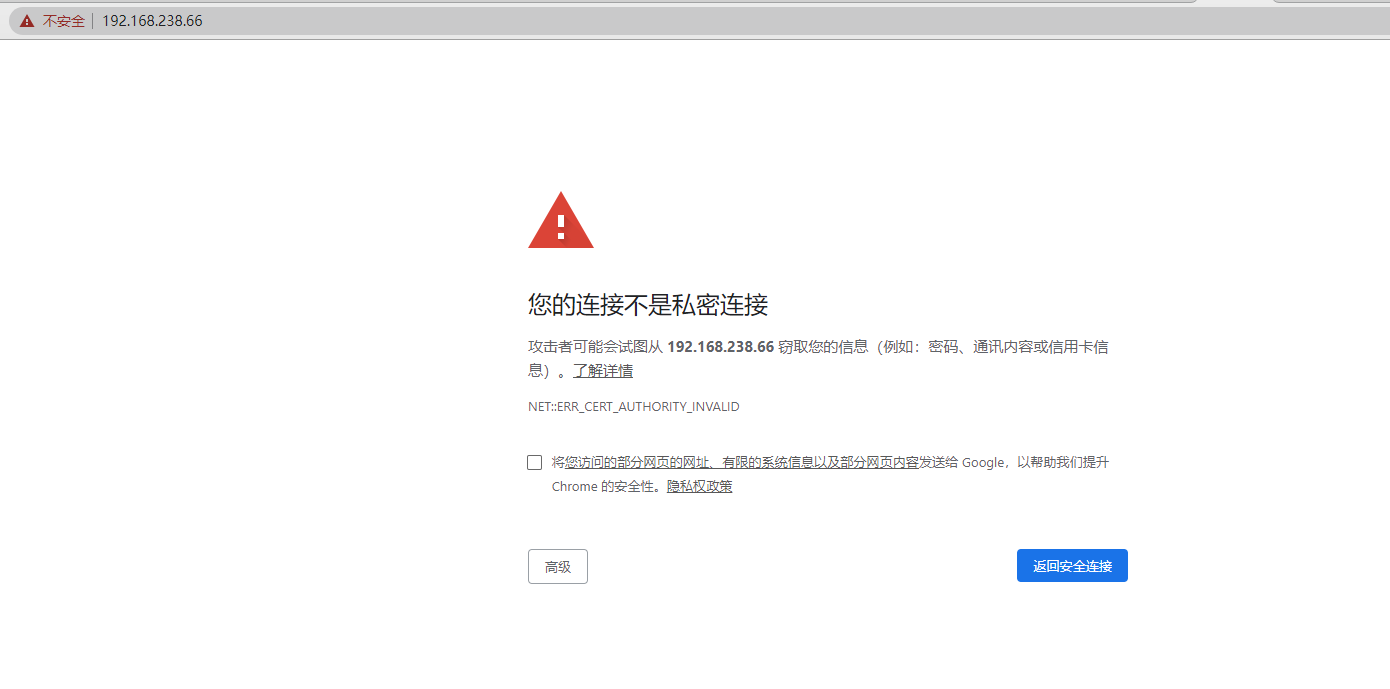 不安全 192.168.238.66
您的连接不是私密连接
攻击者可能会试图从 192.168.238.66 窃取您的信息（例如：密码、通讯内容或信用卡信
息）。了解详情
NET::ERR_CERT_AUTHORITY_INVALID
将您访问的部分网页的网址、有限的系统信息以及部分网页内容发送给 Google，以帮助我们提升
Chrome 的安全性。隐私权政策
高级
返回安全连接